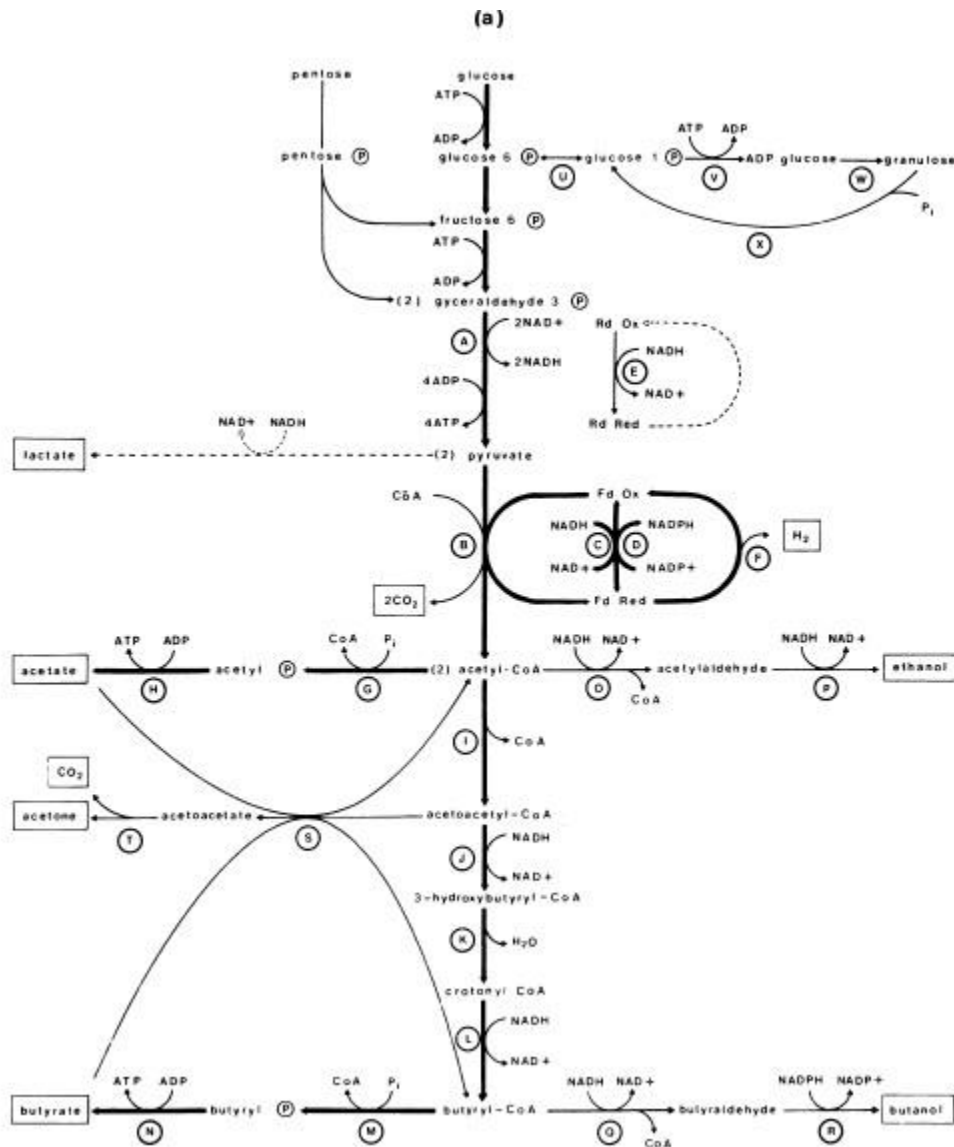 (a)
pentose glucose
ATP
ADP
ATP ADP
pentose P glucose 6 P glucose 1 P ADP glucose granulose
U V W
Pi
fructose 6 P
X
ATP
ADP
(2) gyceraldehyde 3 P
2NAD+ Rd Ox
A NADH
2NADH E
4ADP NAD+
4ATP Rd Red
NAD+ NADH
lactate (2) pyruvate
CoA Fd Ox
NADH NADPH H2
B C D F
NAD+ NADP+
2CO2 Fd Red
ATP ADP CoA Pi NADH NAD+ NADH NAD+
acetate acetyl P (2) acetyl-CoA acetylaldehyde ethanol
H G O CoA P
I CoA
CO2
acetone acetoacetate acetoacetyl-CoA
T S
NADH
J
NAD+
3-hydroxybutyryl-CoA
K H2O
crotonyl CoA
NADH
L
NAD+
ATP ADP CoA Pi NADH NAD+ NADPH NADP+
butyrate butyryl P butyryl-CoA butyraldehyde butanol
N M Q CoA R